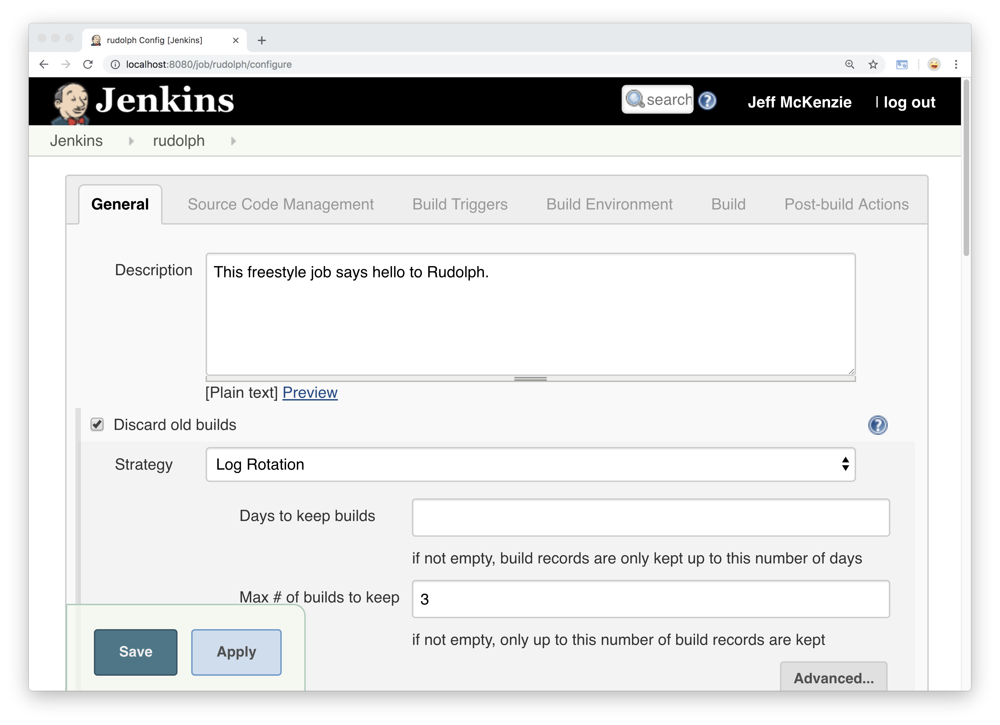 rudolph Config [Jenkins]
localhost:8080/job/rudolph/configure
Jenkins
search
Jeff McKenzie
| log out
Jenkins
rudolph
General
Source Code Management
Build Triggers
Build Environment
Build
Post-build Actions
Description
This freestyle job says hello to Rudolph.
[Plain text] Preview
Discard old builds
Strategy
Log Rotation
Days to keep builds
if not empty, build records are only kept up to this number of days
Max # of builds to keep
3
if not empty, only up to this number of build records are kept
Save
Apply
Advanced...